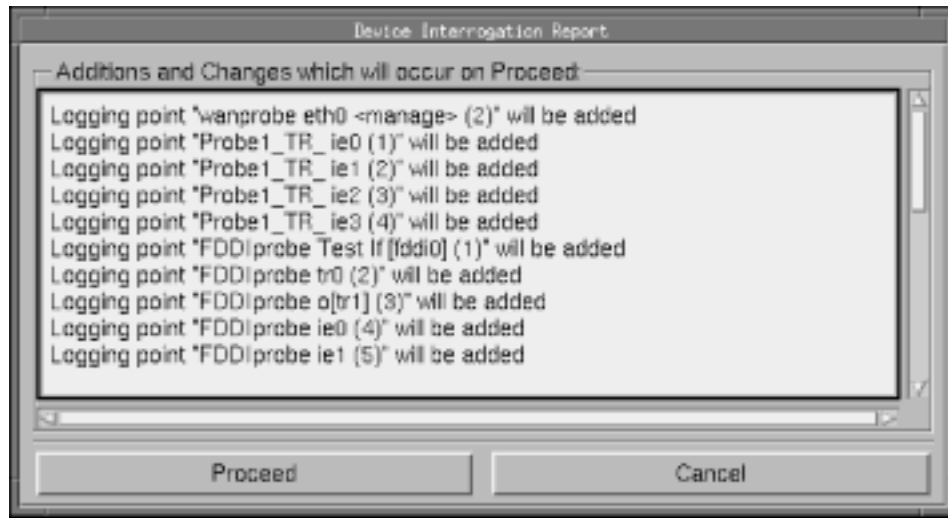 Device Interrogation Report
Additions and Changes which will occur on Proceed:
Logging point "wanprobe eth0 <manage> (2)" will be added
Logging point "Probe1_TR_ ie0 (1)" will be added
Logging point "Probe1_TR_ ie1 (2)" will be added
Logging point "Probe1_TR_ ie2 (3)" will be added
Logging point "Probe1_TR_ ie3 (4)" will be added
Logging point "FDDIprobe Test If [fddi0] (1)" will be added
Logging point "FDDIprobe tr0 (2)" will be added
Logging point "FDDIprobe o[tr1] (3)" will be added
Logging point "FDDIprobe ie0 (4)" will be added
Logging point "FDDIprobe ie1 (5)" will be added
Proceed
Cancel